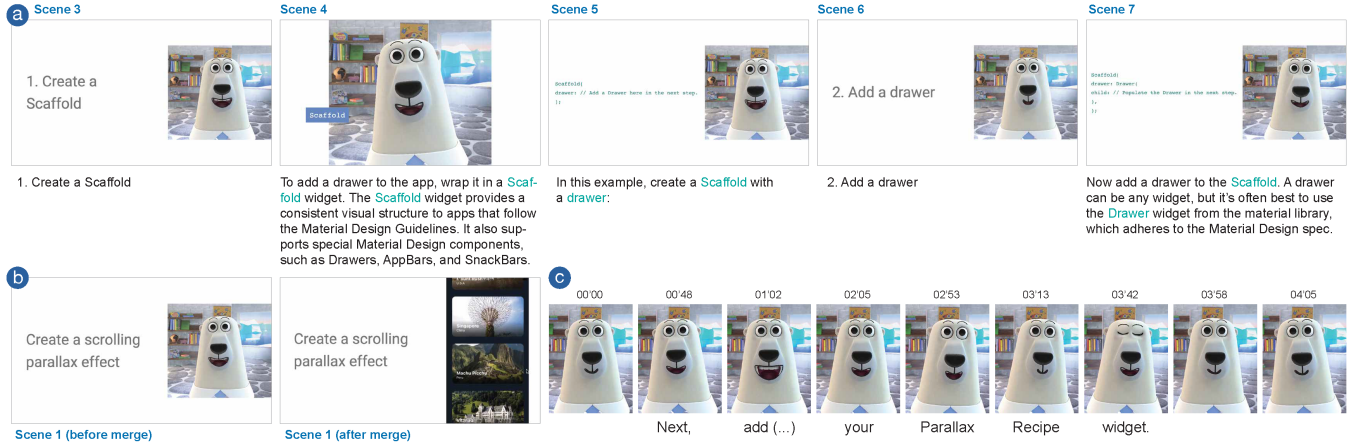 a
Scene 3
Scene 4
Scene 5
Scene 6
Scene 7
1. Create a
Scaffold
Scaffold
Scaffold(
drawer: // Add a Drawer here in the next step.
);
2. Add a drawer
Scaffold(
drawer: Drawer(
child: // Populate the Drawer in the next step.
),
);
1. Create a Scaffold
To add a drawer to the app, wrap it in a Scaf-
fold widget. The Scaffold widget provides a
consistent visual structure to apps that follow
the Material Design Guidelines. It also sup-
ports special Material Design components,
such as Drawers, AppBars, and SnackBars.
In this example, create a Scaffold with
a drawer:
2. Add a drawer
Now add a drawer to the Scaffold. A drawer
can be any widget, but it's often best to use
the Drawer widget from the material library,
which adheres to the Material Design spec.
b
Create a scrolling
parallax effect
Scene 1 (before merge)
Create a scrolling
parallax effect
Singapore
Machu Picchu
Peru
Scene 1 (after merge)
c
00'00 00'48 01'02 02'05 02'53 03'13 03'42 03'58 04'05
Next, add (...) your Parallax Recipe widget.